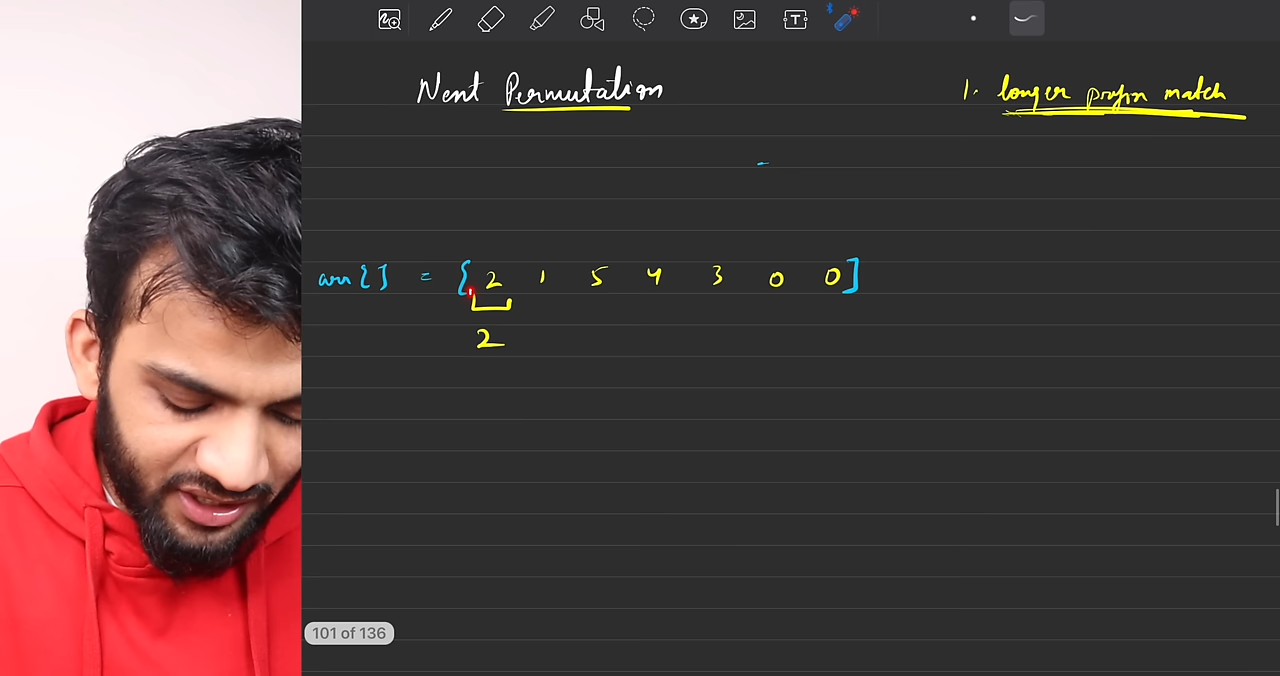 Next Permutation
1. longer prefix match
arr[] = [2 1 5 4 3 0 0]
2
101 of 136